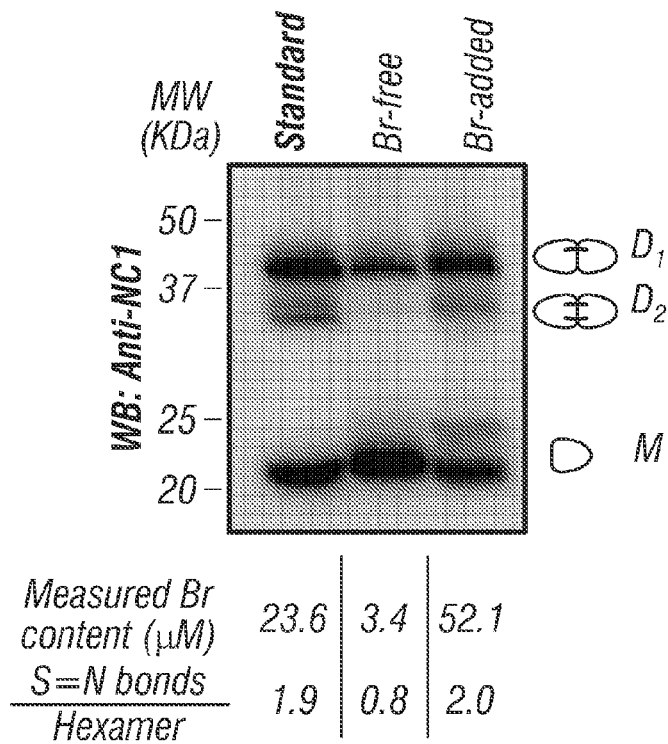 MW
(KDa)
Standard
Br-free
Br-added
WB: Anti-NC1
50
37
25
20
D1
D2
M
Measured Br
content (µM)
23.6 3.4 52.1
S=N bonds
Hexamer
1.9 0.8 2.0